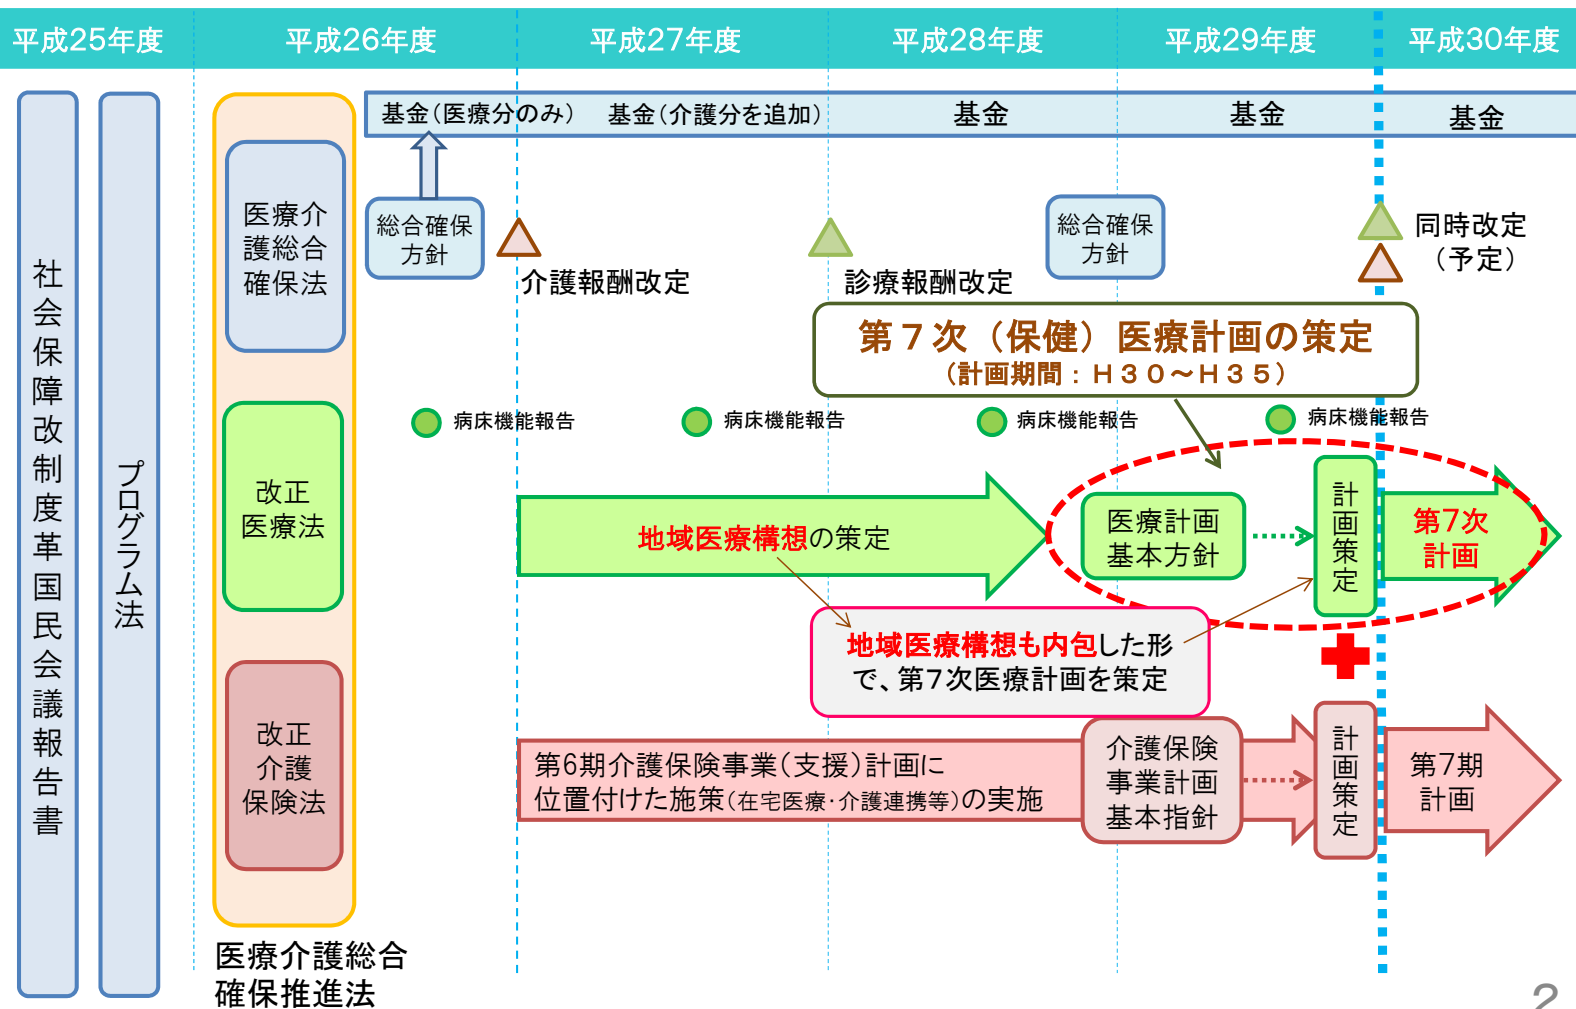 平成25年度
平成26年度
平成27年度
平成28年度
平成29年度
平成30年度
社会保障改制度革国民会議報告書
プログラム法
基金(医療分のみ)
基金(介護分を追加)
基金
基金
基金
医療介
護総合
確保法
総合確保
方針
介護報酬改定
診療報酬改定
総合確保
方針
同時改定
(予定)
第7次(保健)医療計画の策定
(計画期間:H30~H35)
病床機能報告
病床機能報告
病床機能報告
病床機能報告
改正
医療法
地域医療構想の策定
医療計画
基本方針
計画策定
第7次
計画
地域医療構想も内包した形
で、第7次医療計画を策定
改正
介護
保険法
第6期介護保険事業(支援)計画に
位置付けた施策(在宅医療・介護連携等)の実施
介護保険
事業計画
基本指針
計画策定
第7期
計画
医療介護総合
確保推進法
2